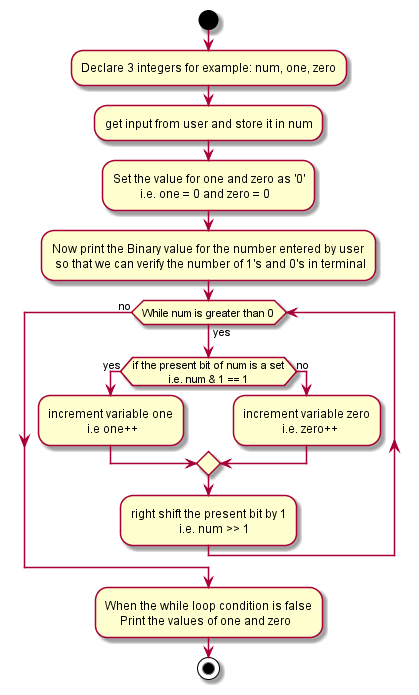 Declare 3 integers for example: num, one, zero
get input from user and store it in num
Set the value for one and zero as '0'
i.e. one = 0 and zero = 0
Now print the Binary value for the number entered by user
so that we can verify the number of 1's and 0's in terminal
no
While num is greater than 0
yes
yes
if the present bit of num is a set
i.e. num & 1 == 1
no
increment variable one
i.e one++
increment variable zero
i.e. zero++
right shift the present bit by 1
i.e. num >> 1
When the while loop condition is false
Print the values of one and zero